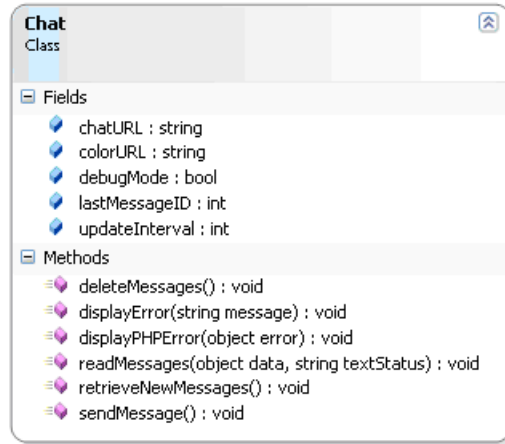 Chat
Class
Fields
chatURL : string
colorURL : string
debugMode : bool
lastMessageID : int
updateInterval : int
Methods
deleteMessages() : void
displayError(string message) : void
displayPHPError(object error) : void
readMessages(object data, string textStatus) : void
retrieveNewMessages() : void
sendMessage() : void